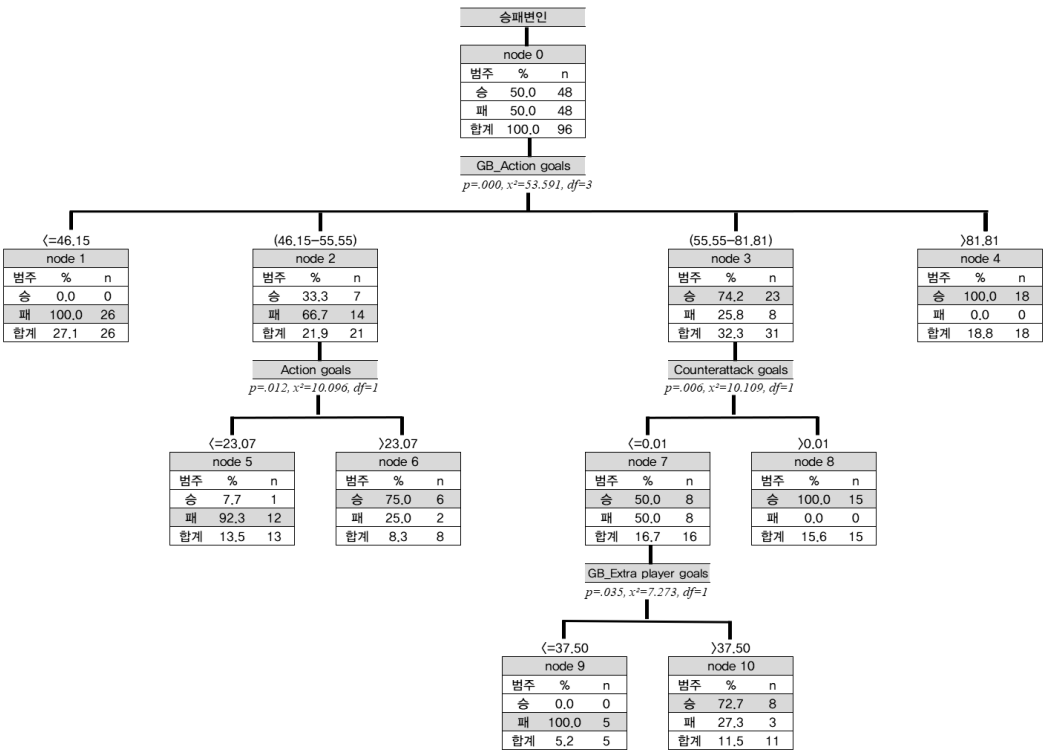 승패변인
node 0
범주 % n
승 50.0 48
패 50.0 48
합계 100.0 96
GB_Action goals
p=.000, x²=53.591, df=3
<=46.15
node 1
범주 % n
승 0.0 0
패 100.0 26
합계 27.1 26
(46.15-55.55)
node 2
범주 % n
승 33.3 7
패 66.7 14
합계 21.9 21
(55.55-81.81)
node 3
범주 % n
승 74.2 23
패 25.8 8
합계 32.3 31
>81.81
node 4
범주 % n
승 100.0 18
패 0.0 0
합계 18.8 18
Action goals
p=.012, x²=10.096, df=1
Counterattack goals
p=.006, x²=10.109, df=1
<=23.07
node 5
범주 % n
승 7.7 1
패 92.3 12
합계 13.5 13
>23.07
node 6
범주 % n
승 75.0 6
패 25.0 2
합계 8.3 8
<=0.01
node 7
범주 % n
승 50.0 8
패 50.0 8
합계 16.7 16
>0.01
node 8
범주 % n
승 100.0 15
패 0.0 0
합계 15.6 15
GB_Extra player goals
p=.035, x²=7.273, df=1
<=37.50
node 9
범주 % n
승 0.0 0
패 100.0 5
합계 5.2 5
>37.50
node 10
범주 % n
승 72.7 8
패 27.3 3
합계 11.5 11